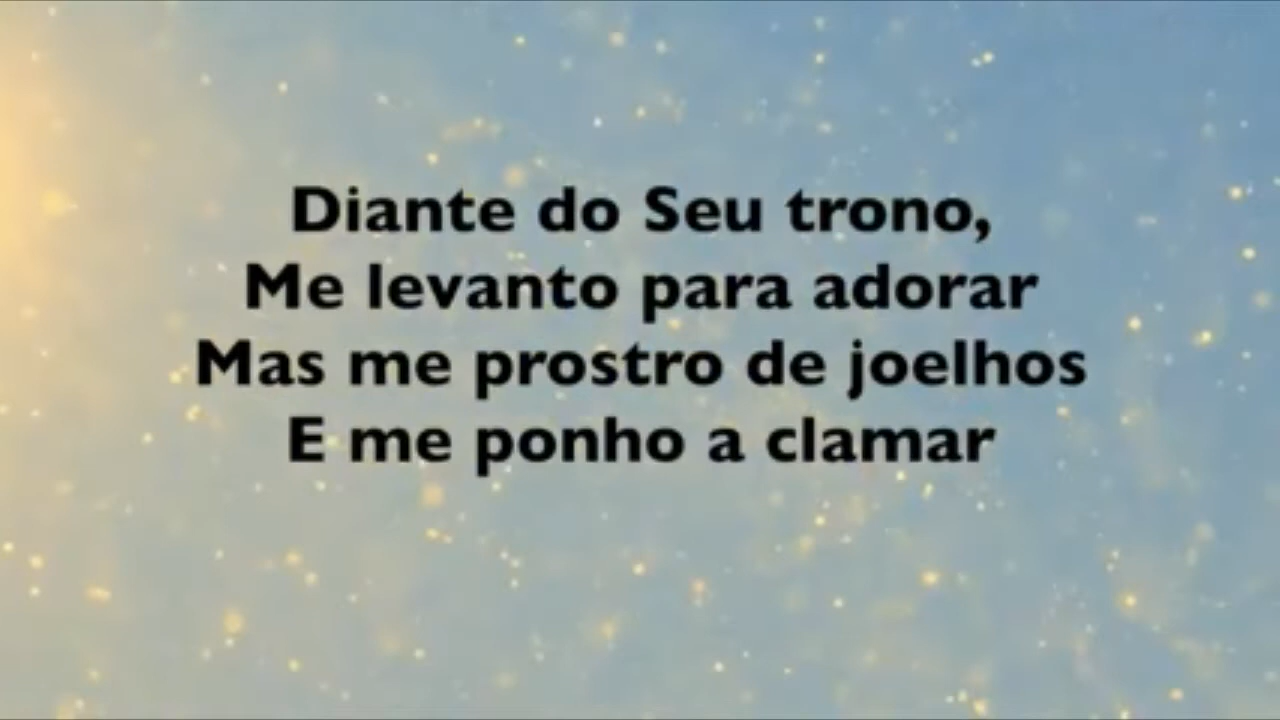 Diante do Seu trono,
Me levanto para adorar
Mas me prostro de joelhos
E me ponho a clamar